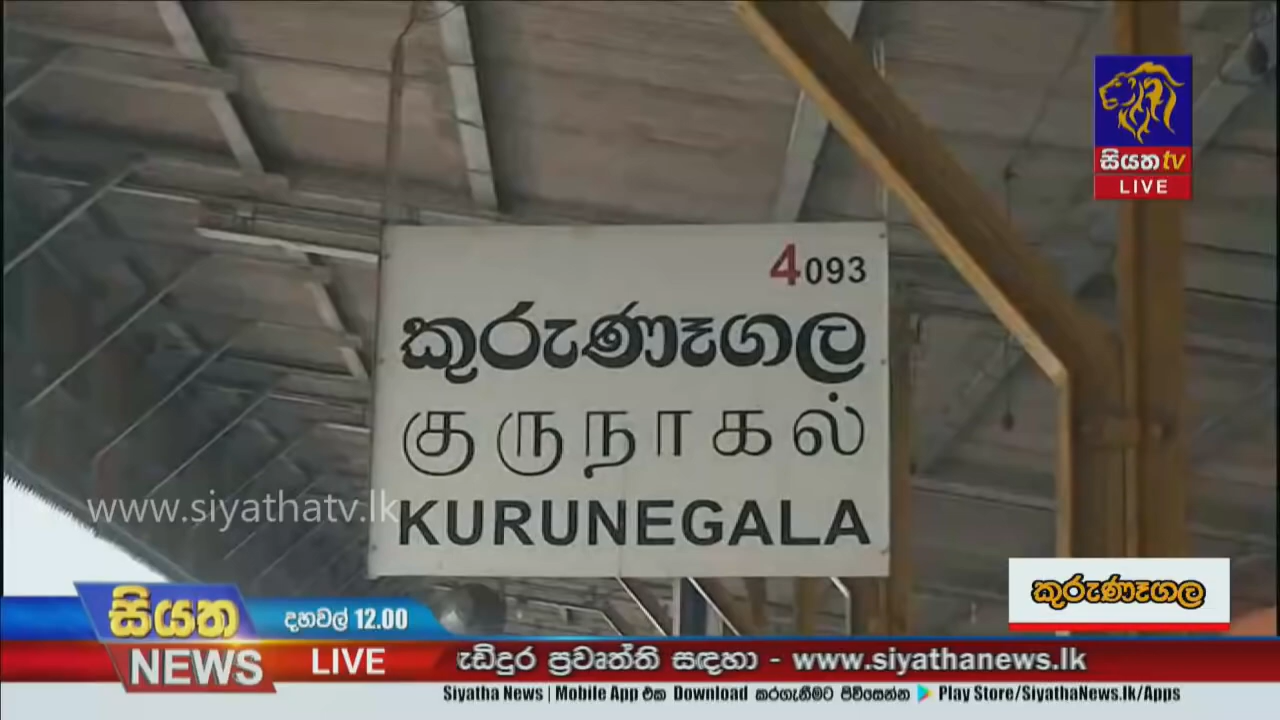 සියත tv
LIVE
4093
කුරුණෑගල
குருநாகல்
KURUNEGALA
www.siyathatv.lk
කුරුණෑගල
සියත
දහවල් 12.00
NEWS
LIVE
ැඩිදුර ප්‍රවෘත්ති සඳහා - www.siyathanews.lk
Siyatha News | Mobile App එක Download කරගැනීමට පිවිසෙන්න Play Store/SiyathaNews.lk/Apps